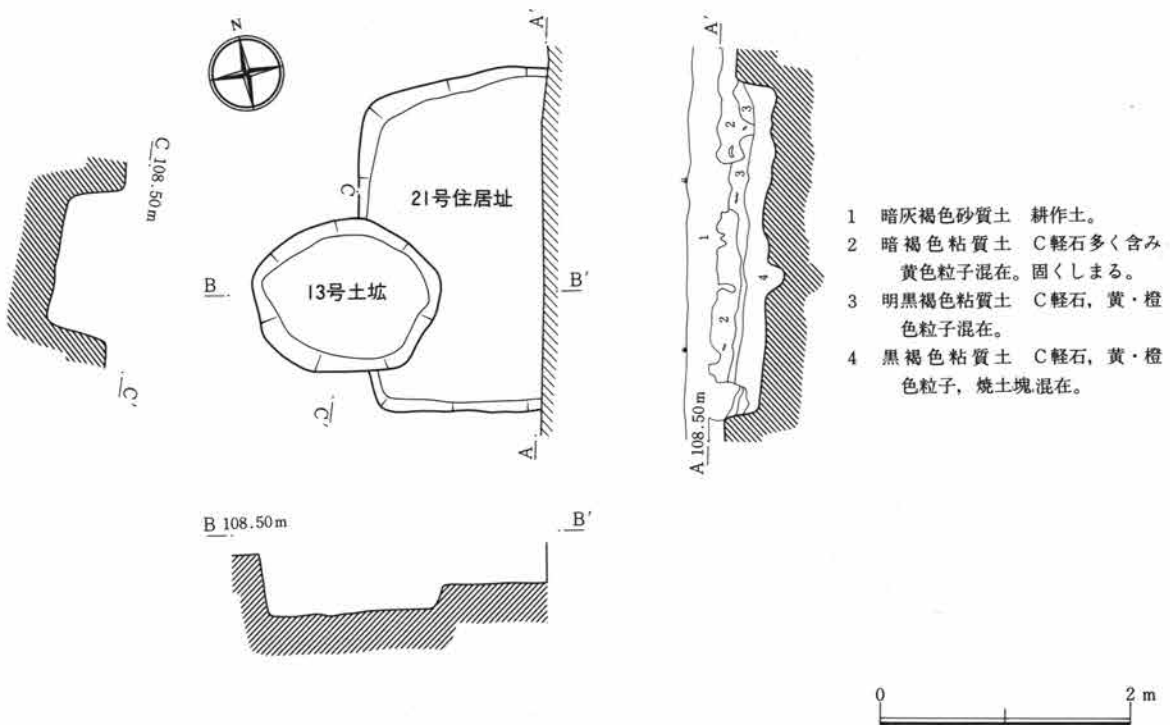 N
A'
A'
C 108.50m
C
21号住居址
B
13号土拡
B'
C'
C'
A
3
2
3
1
4
2
A 108.50m
1 暗灰褐色砂質土 耕作土。
2 暗褐色粘質土 C軽石多く含み
黄色粒子混在。固くしまる。
3 明黒褐色粘質土 C軽石,黄・橙
色粒子混在。
4 黒褐色粘質土 C軽石,黄・橙
色粒子,焼土塊混在。
B 108.50m
B'
0
2 m